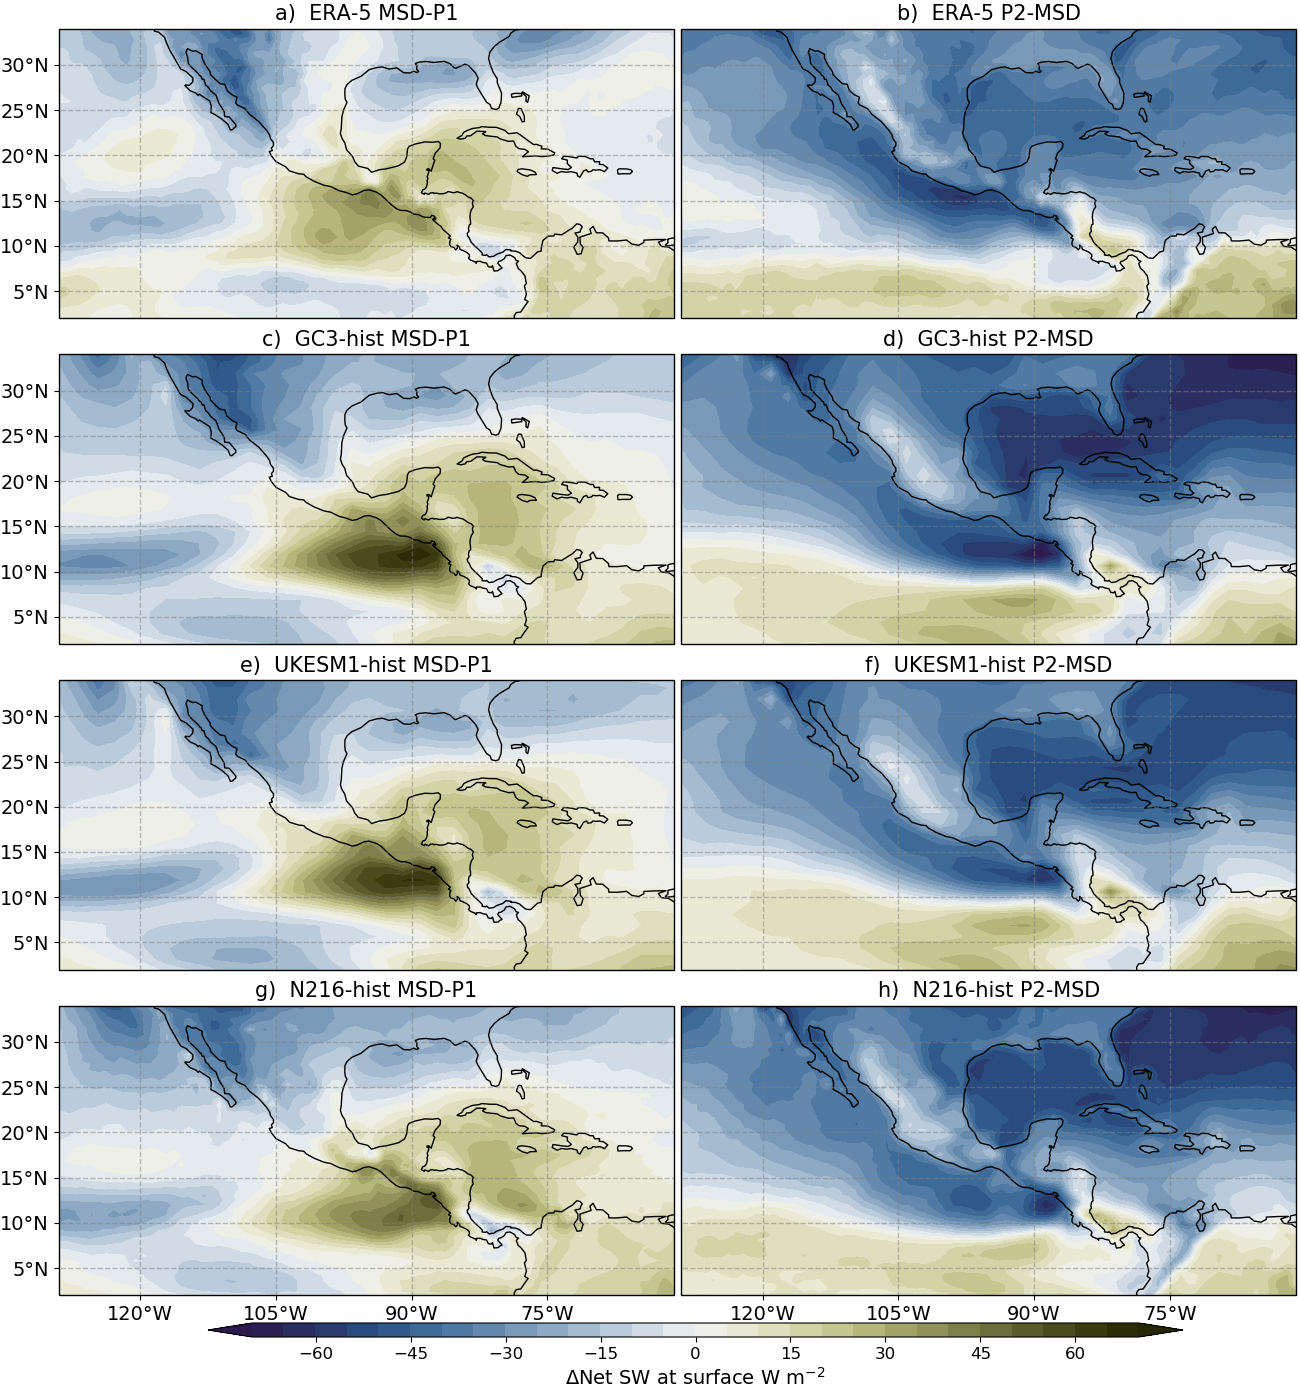 a)  ERA-5 MSD-P1
b)  ERA-5 P2-MSD
30°N
25°N
20°N
15°N
10°N
5°N
c)  GC3-hist MSD-P1
d)  GC3-hist P2-MSD
30°N
25°N
20°N
15°N
10°N
5°N
e)  UKESM1-hist MSD-P1
f)  UKESM1-hist P2-MSD
30°N
25°N
20°N
15°N
10°N
5°N
g)  N216-hist MSD-P1
h)  N216-hist P2-MSD
30°N
25°N
20°N
15°N
10°N
5°N
120°W 105°W 90°W 75°W 120°W 105°W 90°W 75°W
−60 −45 −30 −15 0 15 30 45 60
ΔNet SW at surface W m⁻²